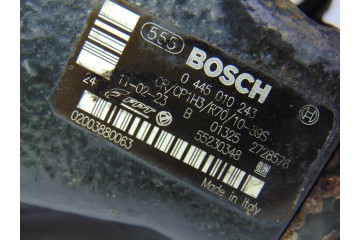 555
BOSCH
0 445 010 243
CR/CP1H3/R70/10-89S
24 11-02-23 B 01325 2728578
55230348
02003880063
Made in Italy